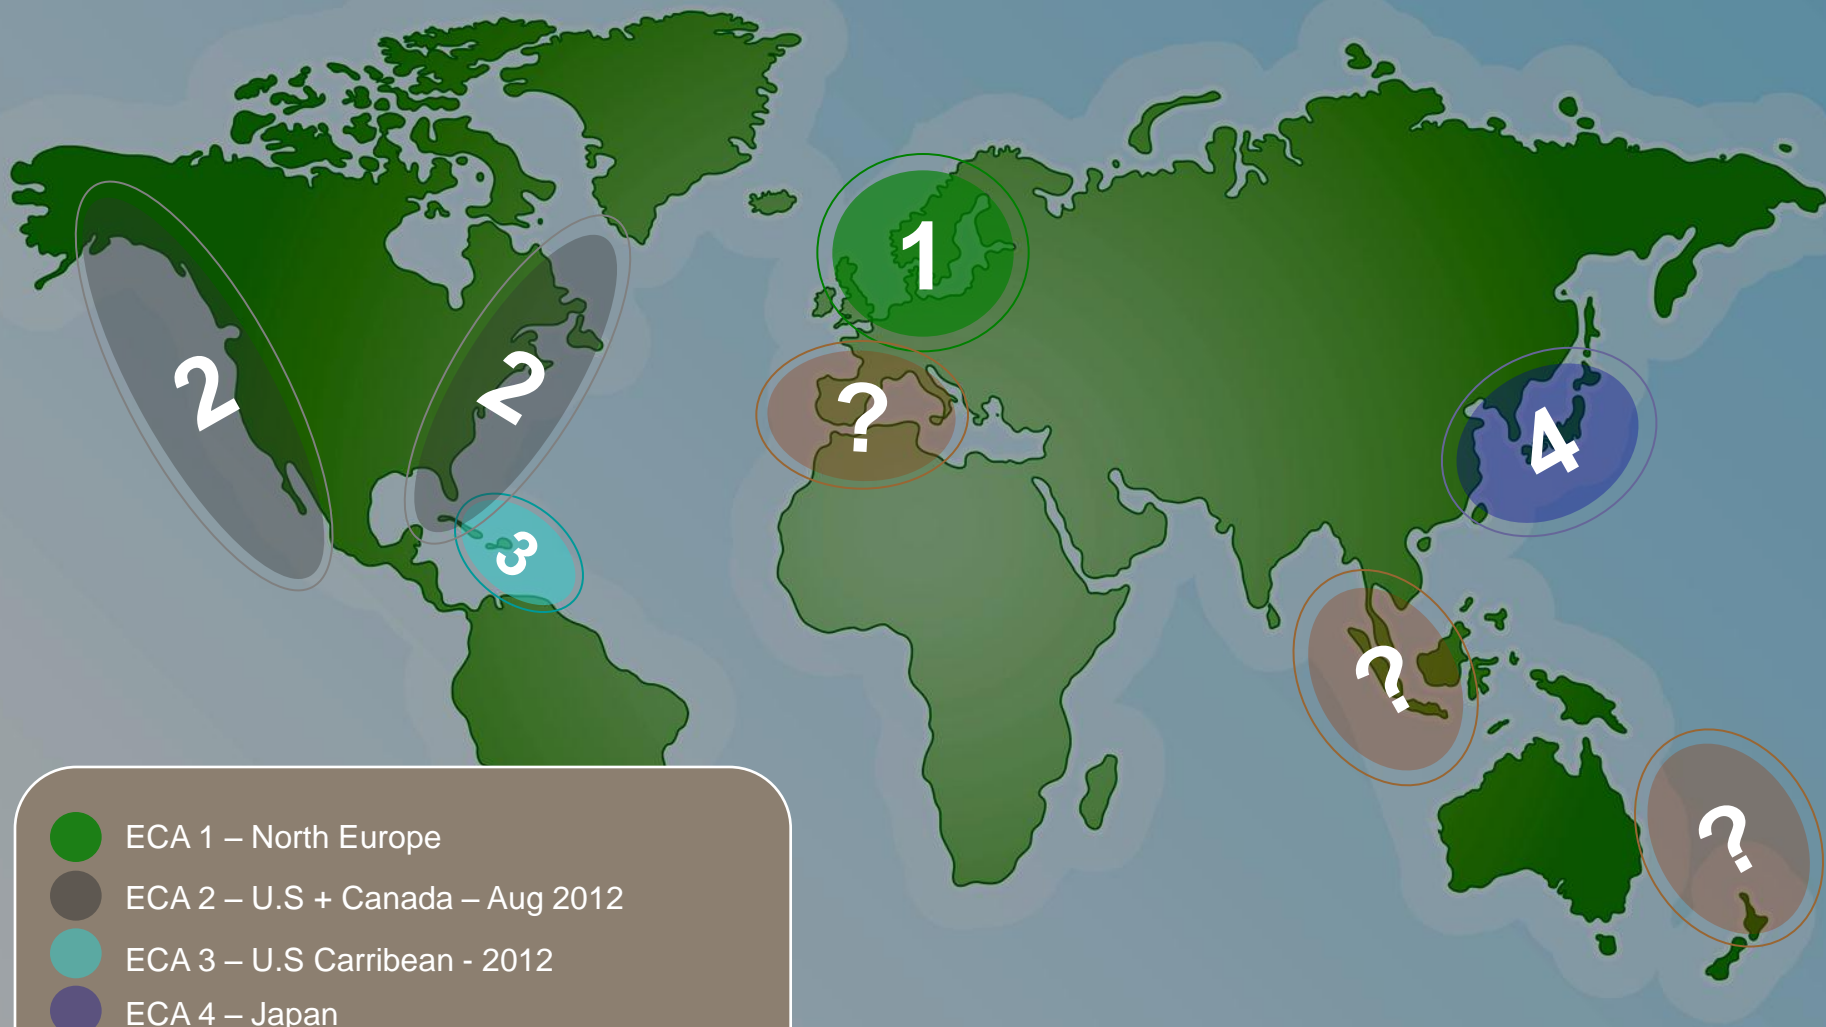 1
2
2
?
4
3
?
?
ECA 1 – North Europe
ECA 2 – U.S + Canada – Aug 2012
ECA 3 – U.S Carribean - 2012
ECA 4 – Japan